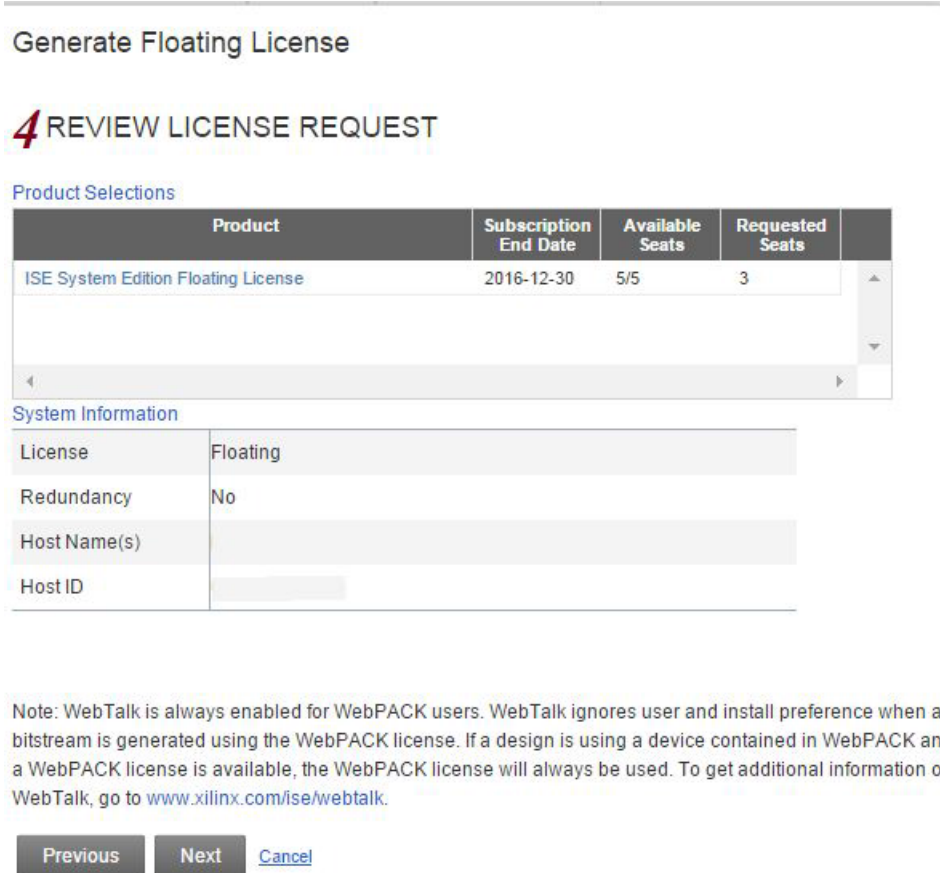 Generate Floating License
4 REVIEW LICENSE REQUEST
Product Selections
Product Subscription End Date Available Seats Requested Seats
ISE System Edition Floating License 2016-12-30 5/5 3
System Information
License Floating
Redundancy No
Host Name(s)
Host ID
Note: WebTalk is always enabled for WebPACK users. WebTalk ignores user and install preference when a
bitstream is generated using the WebPACK license. If a design is using a device contained in WebPACK an
a WebPACK license is available, the WebPACK license will always be used. To get additional information o
WebTalk, go to www.xilinx.com/ise/webtalk.
Previous Next Cancel